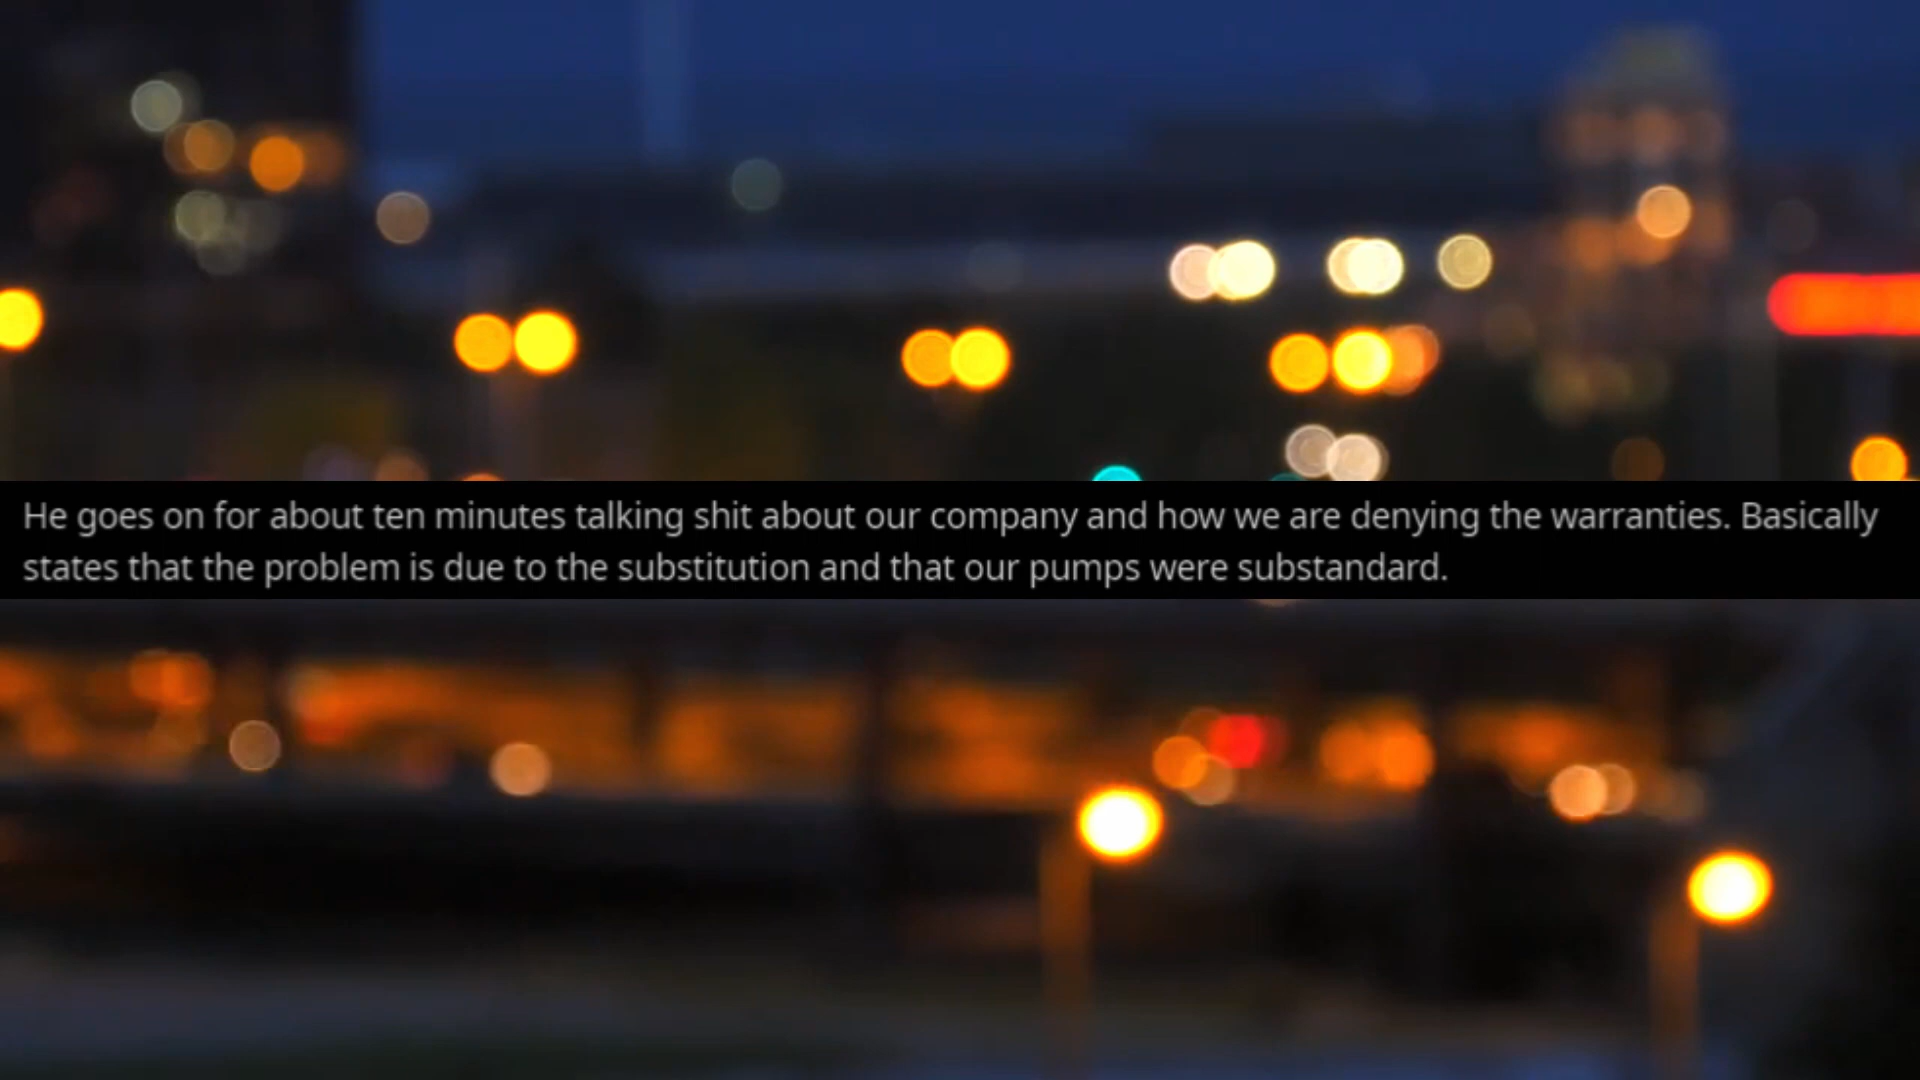 He goes on for about ten minutes talking shit about our company and how we are denying the warranties. Basically
states that the problem is due to the substitution and that our pumps were substandard.